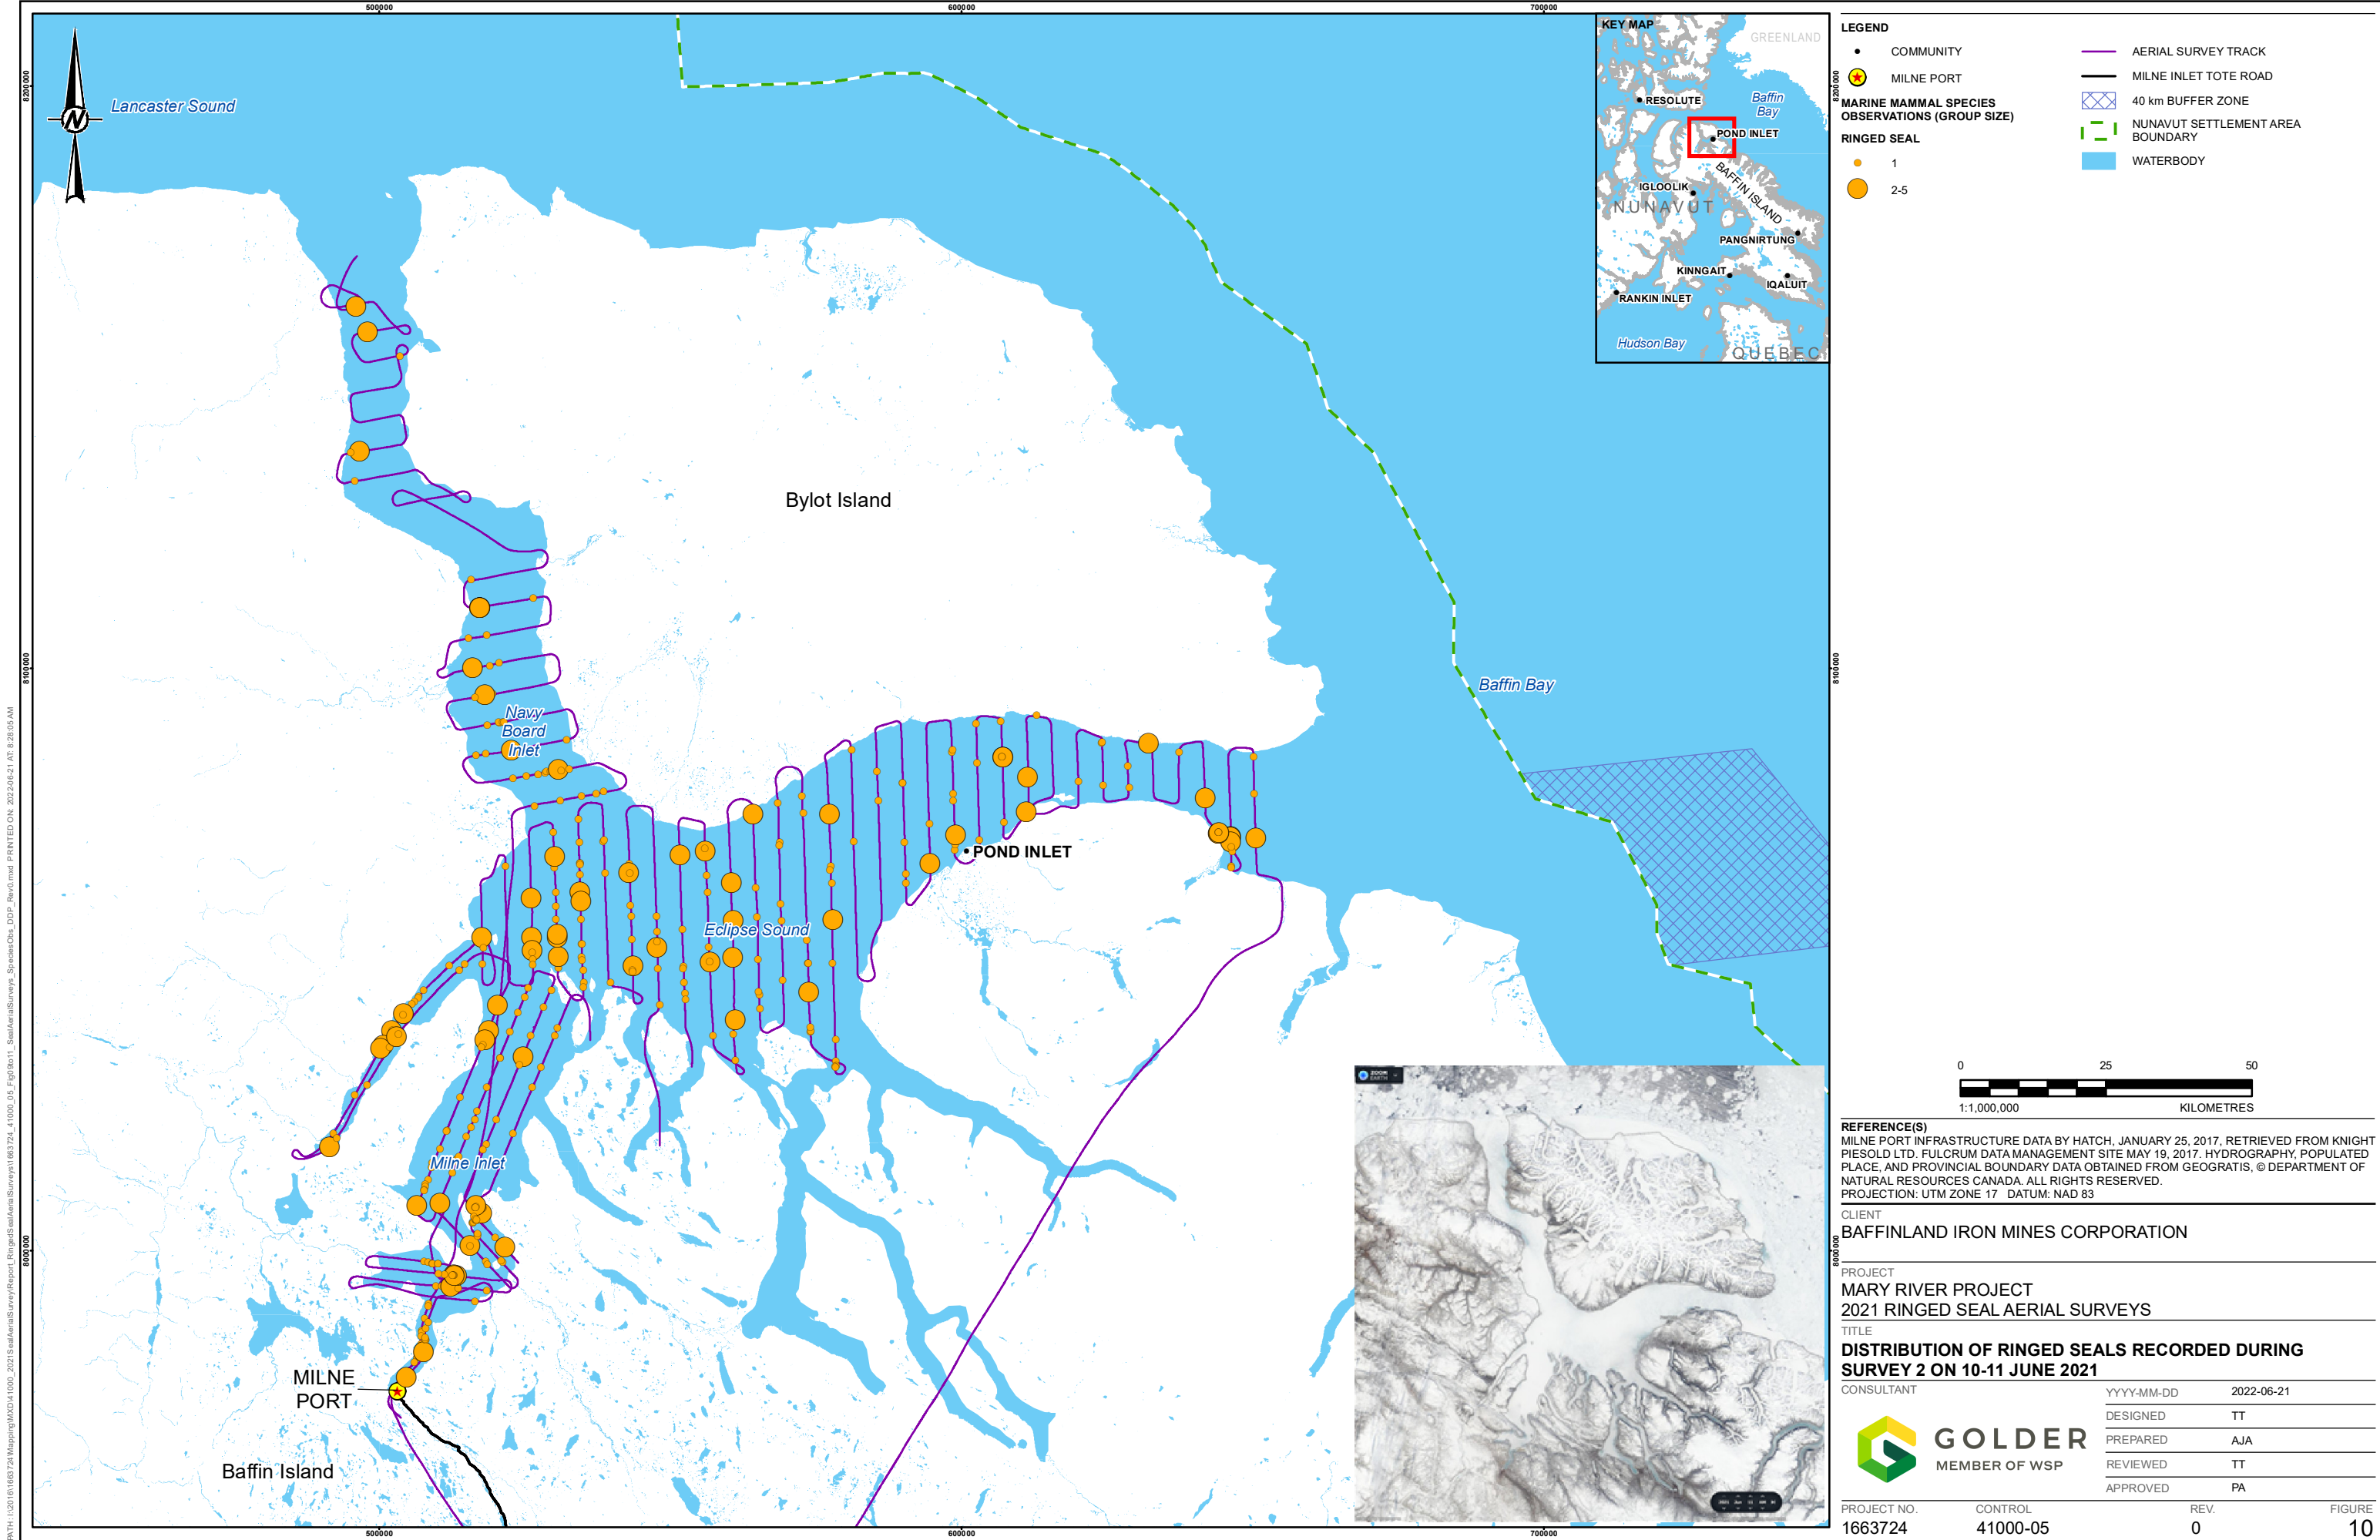 500000
600000
700000
8200000
8100000
8000000
8200000
8100000
8000000
500000
600000
700000
Lancaster Sound
N
Bylot Island
Navy
Board
Inlet
Baffin Bay
POND INLET
Eclipse Sound
Milne Inlet
MILNE
PORT
Baffin Island
KEY MAP
GREENLAND
Baffin
Bay
RESOLUTE
POND INLET
BAFFIN ISLAND
IGLOOLIK
NUNAVUT
PANGNIRTUNG
KINNGAIT
IQALUIT
RANKIN INLET
Hudson Bay
QUEBEC
ZOOM
EARTH
LEGEND
COMMUNITY
MILNE PORT
MARINE MAMMAL SPECIES
OBSERVATIONS (GROUP SIZE)
RINGED SEAL
1
2-5
AERIAL SURVEY TRACK
MILNE INLET TOTE ROAD
40 km BUFFER ZONE
NUNAVUT SETTLEMENT AREA
BOUNDARY
WATERBODY
0 25 50
1:1,000,000 KILOMETRES
REFERENCE(S)
MILNE PORT INFRASTRUCTURE DATA BY HATCH, JANUARY 25, 2017, RETRIEVED FROM KNIGHT
PIESOLD LTD. FULCRUM DATA MANAGEMENT SITE MAY 19, 2017. HYDROGRAPHY, POPULATED
PLACE, AND PROVINCIAL BOUNDARY DATA OBTAINED FROM GEOGRATIS, © DEPARTMENT OF
NATURAL RESOURCES CANADA. ALL RIGHTS RESERVED.
PROJECTION: UTM ZONE 17 DATUM: NAD 83
CLIENT
BAFFINLAND IRON MINES CORPORATION
PROJECT
MARY RIVER PROJECT
2021 RINGED SEAL AERIAL SURVEYS
TITLE
DISTRIBUTION OF RINGED SEALS RECORDED DURING
SURVEY 2 ON 10-11 JUNE 2021
CONSULTANT
GOLDER
MEMBER OF WSP
YYYY-MM-DD 2022-06-21
DESIGNED TT
PREPARED AJA
REVIEWED TT
APPROVED PA
PROJECT NO. CONTROL REV. FIGURE
1663724 41000-05 0 10